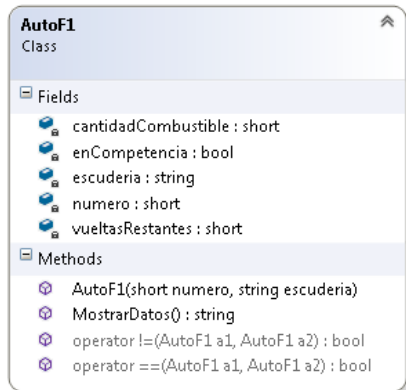 AutoF1
Class
Fields
cantidadCombustible : short
enCompetencia : bool
escuderia : string
numero : short
vueltasRestantes : short
Methods
AutoF1(short numero, string escuderia)
MostrarDatos() : string
operator !=(AutoF1 a1, AutoF1 a2) : bool
operator ==(AutoF1 a1, AutoF1 a2) : bool